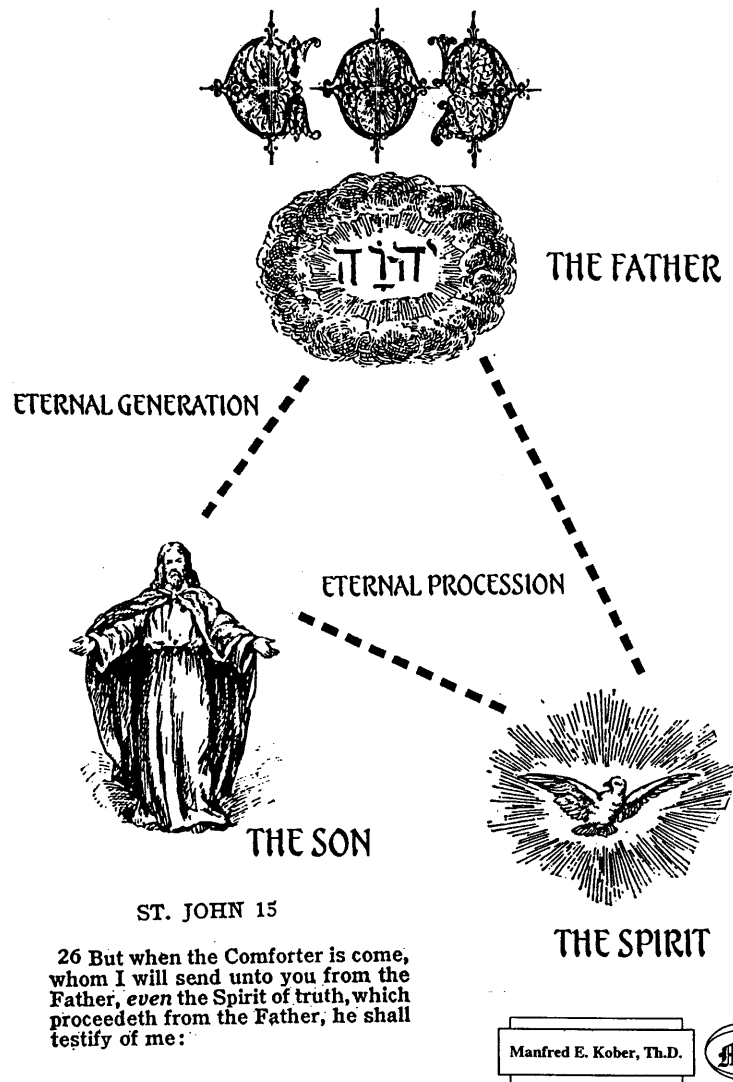 GOD
יהֹוָה
THE FATHER
ETERNAL GENERATION
ETERNAL PROCESSION
THE SON
THE SPIRIT
ST. JOHN 15
26 But when the Comforter is come,
whom I will send unto you from the
Father, even the Spirit of truth, which
proceedeth from the Father, he shall
testify of me:
Manfred E. Kober, Th.D.